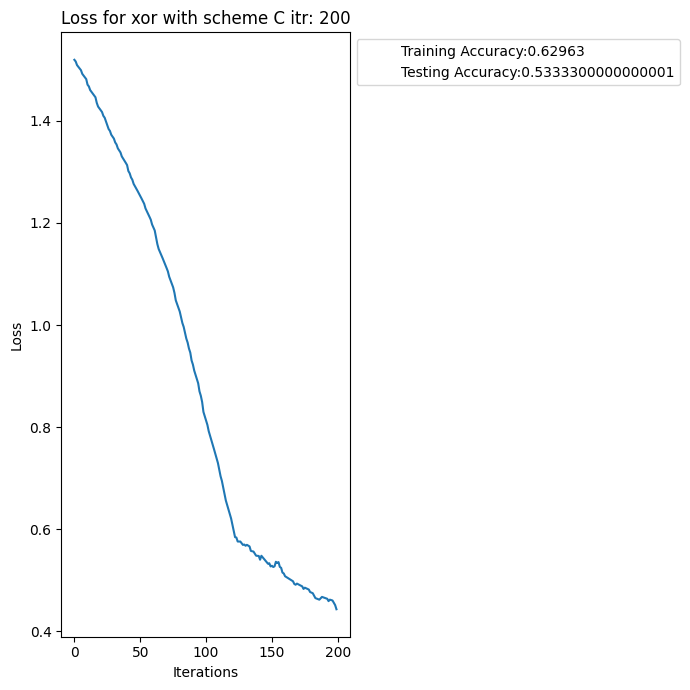 Loss for xor with scheme C itr: 200
Training Accuracy:0.62963
Testing Accuracy:0.5333300000000001
1.4
1.2
1.0
0.8
0.6
0.4
Loss
0 50 100 150 200
Iterations